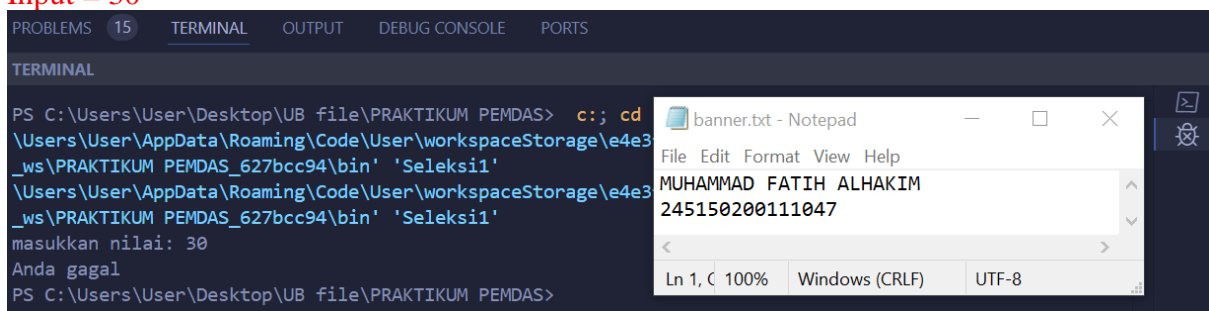 Input = 30
PROBLEMS 15 TERMINAL OUTPUT DEBUG CONSOLE PORTS
TERMINAL
PS C:\Users\User\Desktop\UB file\PRAKTIKUM PEMDAS> c:; cd
\Users\User\AppData\Roaming\Code\User\workspaceStorage\e4e3
_ws\PRAKTIKUM PEMDAS_627bcc94\bin' 'Seleksi1'
\Users\User\AppData\Roaming\Code\User\workspaceStorage\e4e3
_ws\PRAKTIKUM PEMDAS_627bcc94\bin' 'Seleksi1'
masukkan nilai: 30
Anda gagal
PS C:\Users\User\Desktop\UB file\PRAKTIKUM PEMDAS>
banner.txt - Notepad
File Edit Format View Help
MUHAMMAD FATIH ALHAKIM
245150200111047
Ln 1, C 100% Windows (CRLF) UTF-8